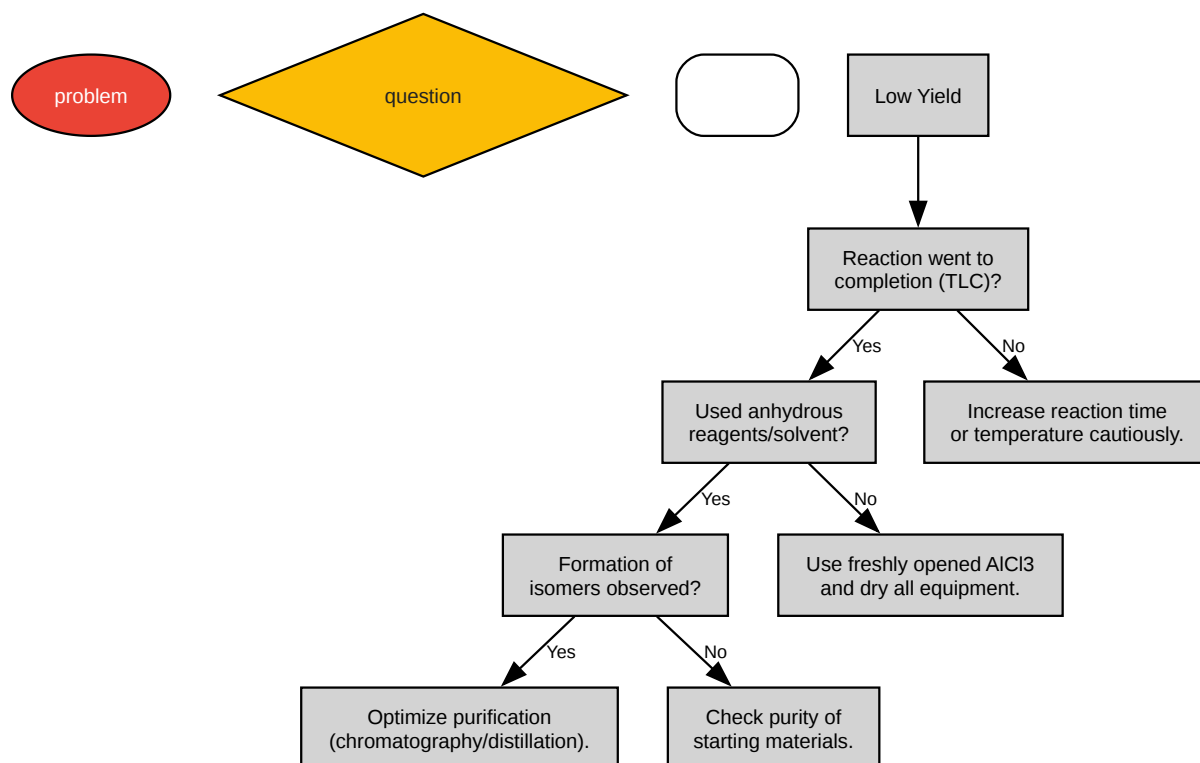 problem
question
Low Yield
Reaction went to
completion (TLC)?
Yes
No
Used anhydrous
reagents/solvent?
Increase reaction time
or temperature cautiously.
Yes
No
Formation of
isomers observed?
Use freshly opened AlCl3
and dry all equipment.
Yes
No
Optimize purification
(chromatography/distillation).
Check purity of
starting materials.